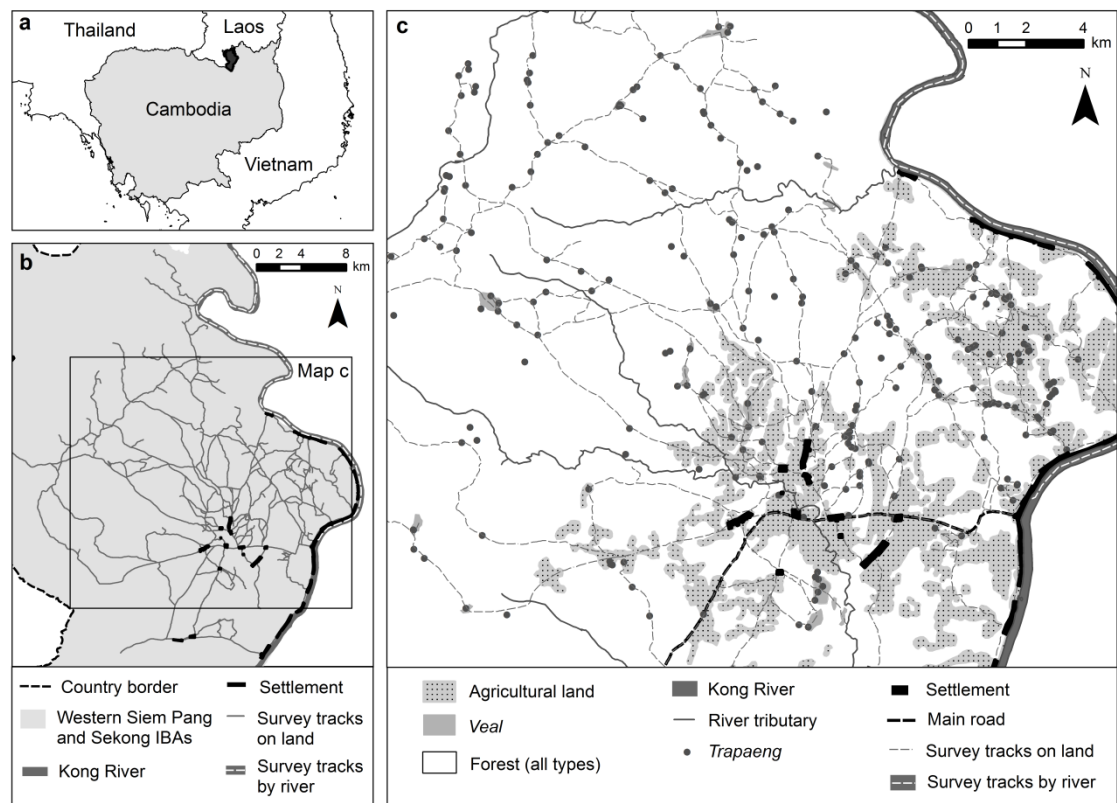 a
Thailand
Laos
Cambodia
Vietnam
b
0 2 4 8
km
N
Map c
Country border
Settlement
Western Siem Pang
and Sekong IBAs
Survey tracks
on land
Kong River
Survey tracks
by river
c
0 1 2 4
km
N
Agricultural land
Kong River
Settlement
Veal
River tributary
Main road
Forest (all types)
Trapaeng
Survey tracks on land
Survey tracks by river